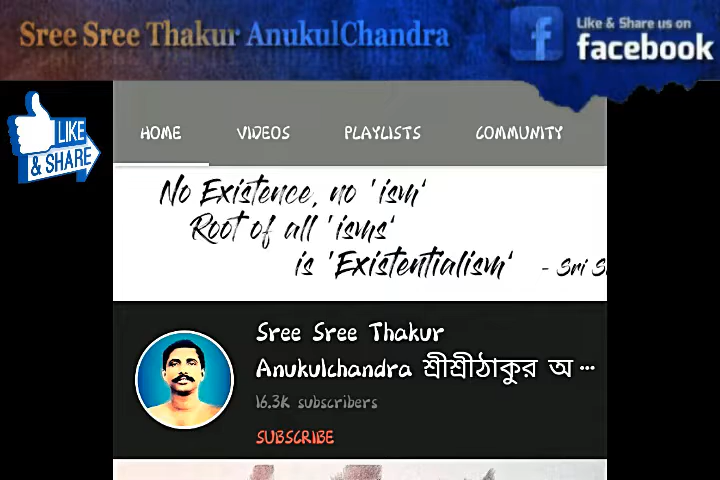 Sree Sree Thakur AnukulChandra
Like & Share us on
facebook
LIKE
& SHARE
HOME VIDEOS PLAYLISTS COMMUNITY
No Existence, no 'ism'
Root of all 'isms'
is 'Existentialism' - Sri
Sree Sree Thakur
Anukulchandra শ্রীশ্রীঠাকুর অ ...
16.3K subscribers
SUBSCRIBE